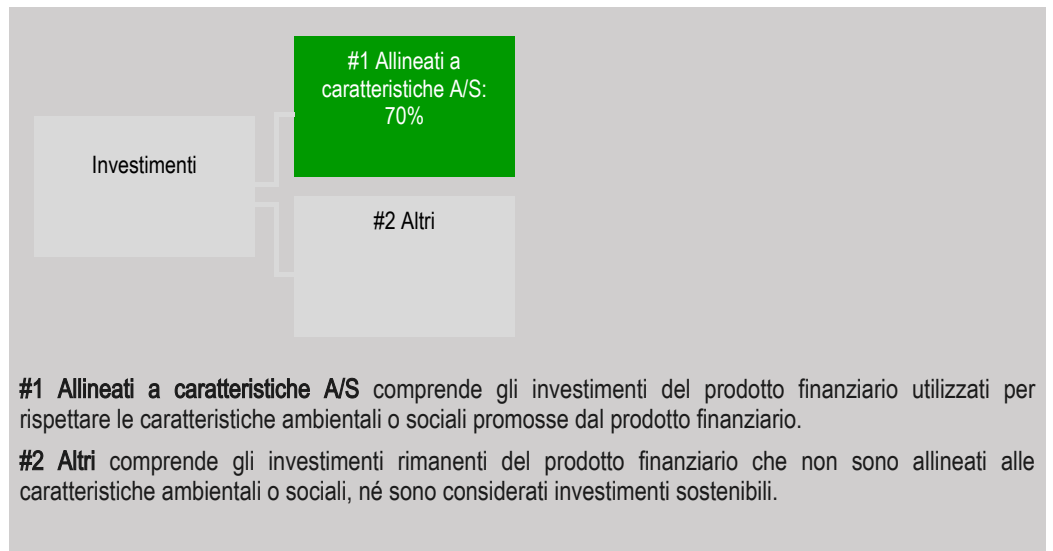 #1 Allineati a
caratteristiche A/S:
70%
Investimenti
#2 Altri
#1 Allineati a caratteristiche A/S comprende gli investimenti del prodotto finanziario utilizzati per
rispettare le caratteristiche ambientali o sociali promosse dal prodotto finanziario.
#2 Altri comprende gli investimenti rimanenti del prodotto finanziario che non sono allineati alle
caratteristiche ambientali o sociali, né sono considerati investimenti sostenibili.